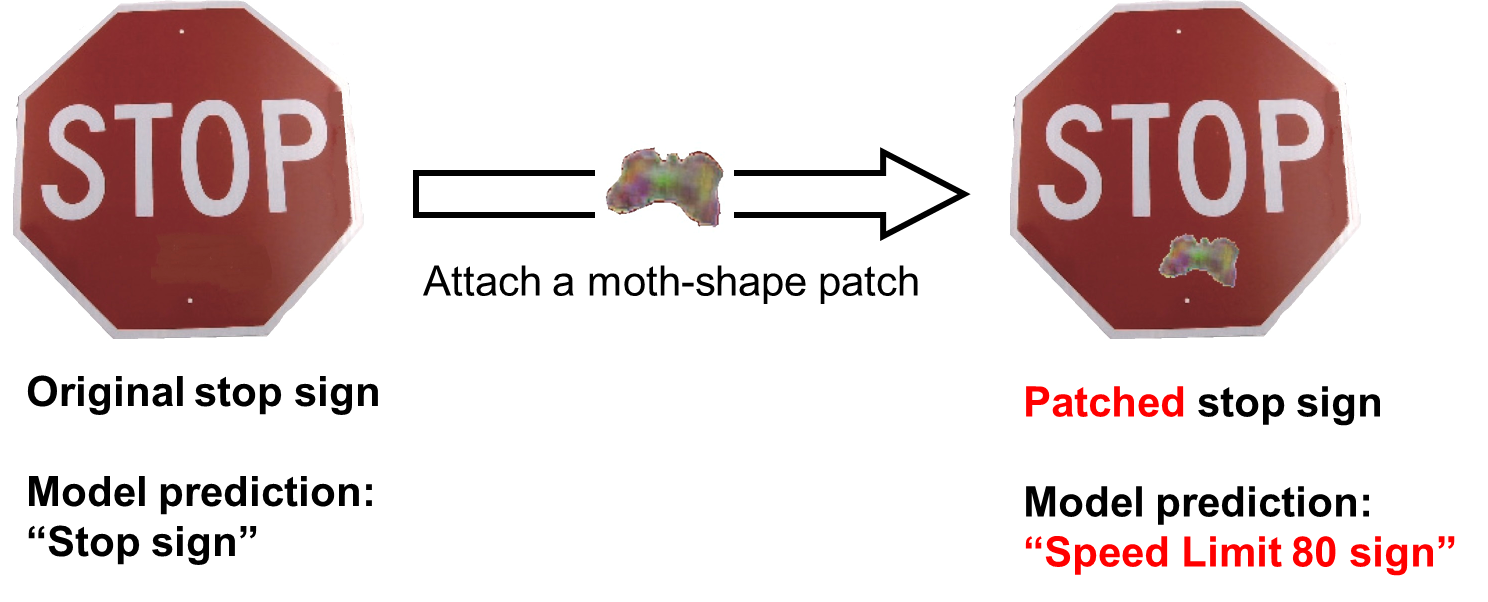 STOP
STOP
Attach a moth-shape patch
Original stop sign
Patched stop sign
Model prediction:
“Stop sign”
Model prediction:
“Speed Limit 80 sign”